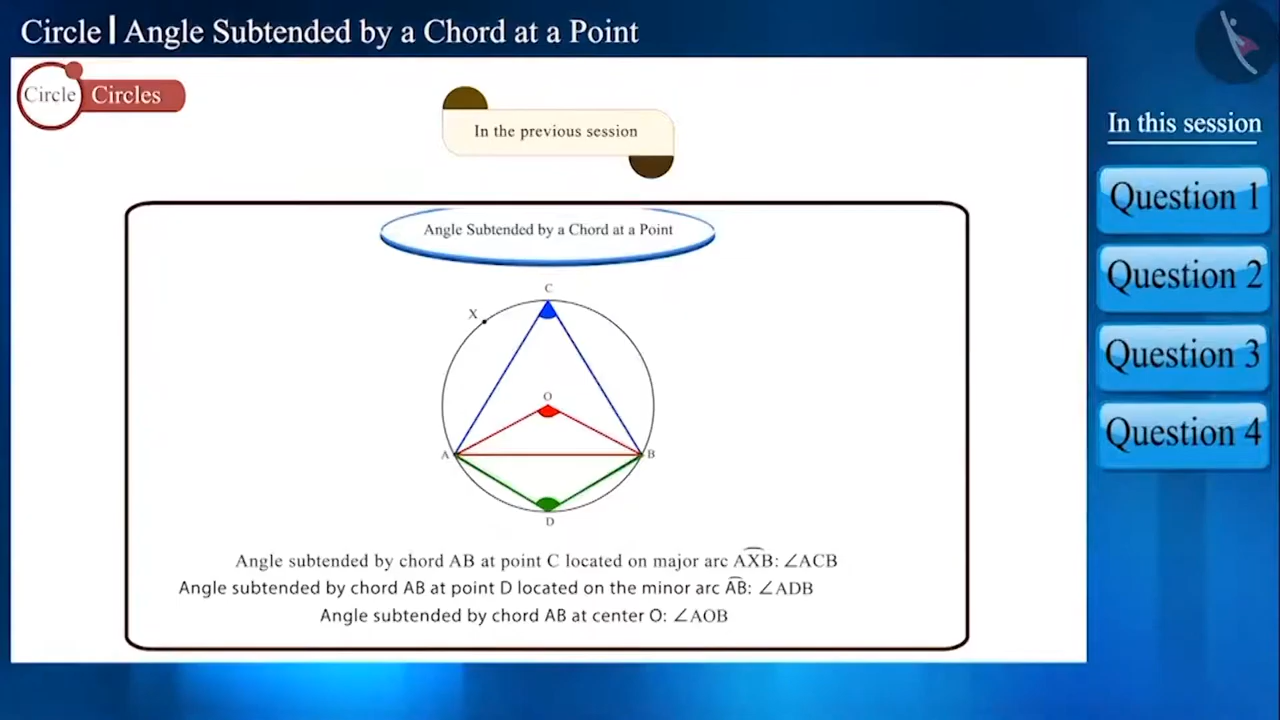 Circle | Angle Subtended by a Chord at a Point
Circle Circles
In the previous session
In this session
Question 1
Question 2
Question 3
Question 4
Angle Subtended by a Chord at a Point
C
X
O
A
B
D
Angle subtended by chord AB at point C located on major arc A͡XB: ∠ACB
Angle subtended by chord AB at point D located on the minor arc A͡B: ∠ADB
Angle subtended by chord AB at center O: ∠AOB